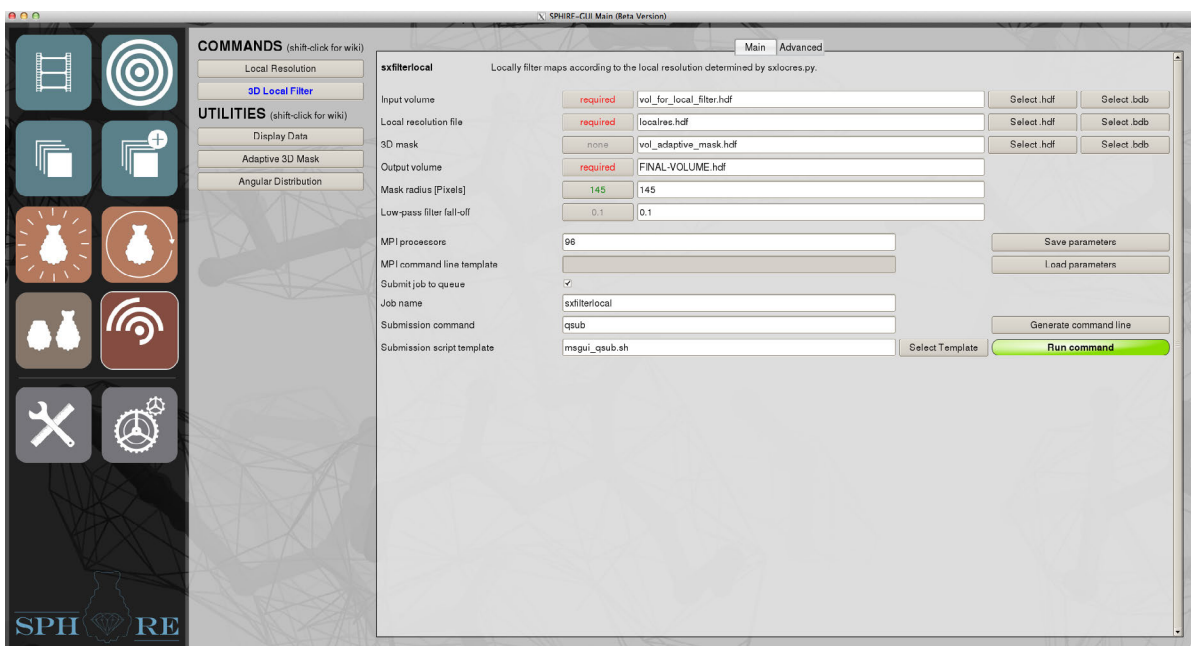 SPHIRE-GUI Main (Beta Version)
COMMANDS (shift-click for wiki)
Local Resolution
3D Local Filter
UTILITIES (shift-click for wiki)
Display Data
Adaptive 3D Mask
Angular Distribution
Main Advanced
sxfilterlocal Locally filter maps according to the local resolution determined by sxlocres.py.
Input volume required vol_for_local_filter.hdf Select .hdf Select .bdb
Local resolution file required localres.hdf Select .hdf Select .bdb
3D mask none vol_adaptive_mask.hdf Select .hdf Select .bdb
Output volume required FINAL-VOLUME.hdf
Mask radius [Pixels] 145 145
Low-pass filter fall-off 0.1 0.1
MPI processors 96 Save parameters
MPI command line template Load parameters
Submit job to queue
Job name sxfilterlocal
Submission command qsub Generate command line
Submission script template msgui_qsub.sh Select Template Run command
SPH RE